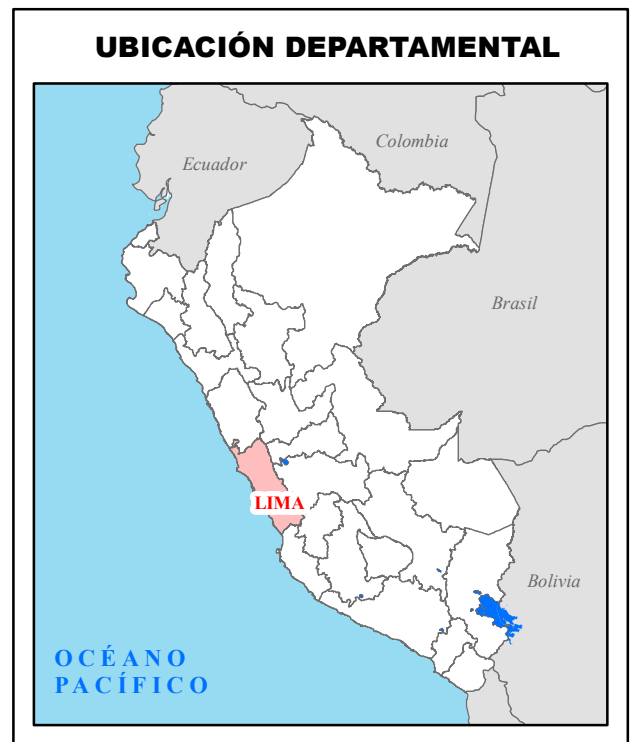 UBICACIÓN DEPARTAMENTAL
Colombia
Ecuador
Brasil
LIMA
Bolivia
OCÉANO
PACÍFICO